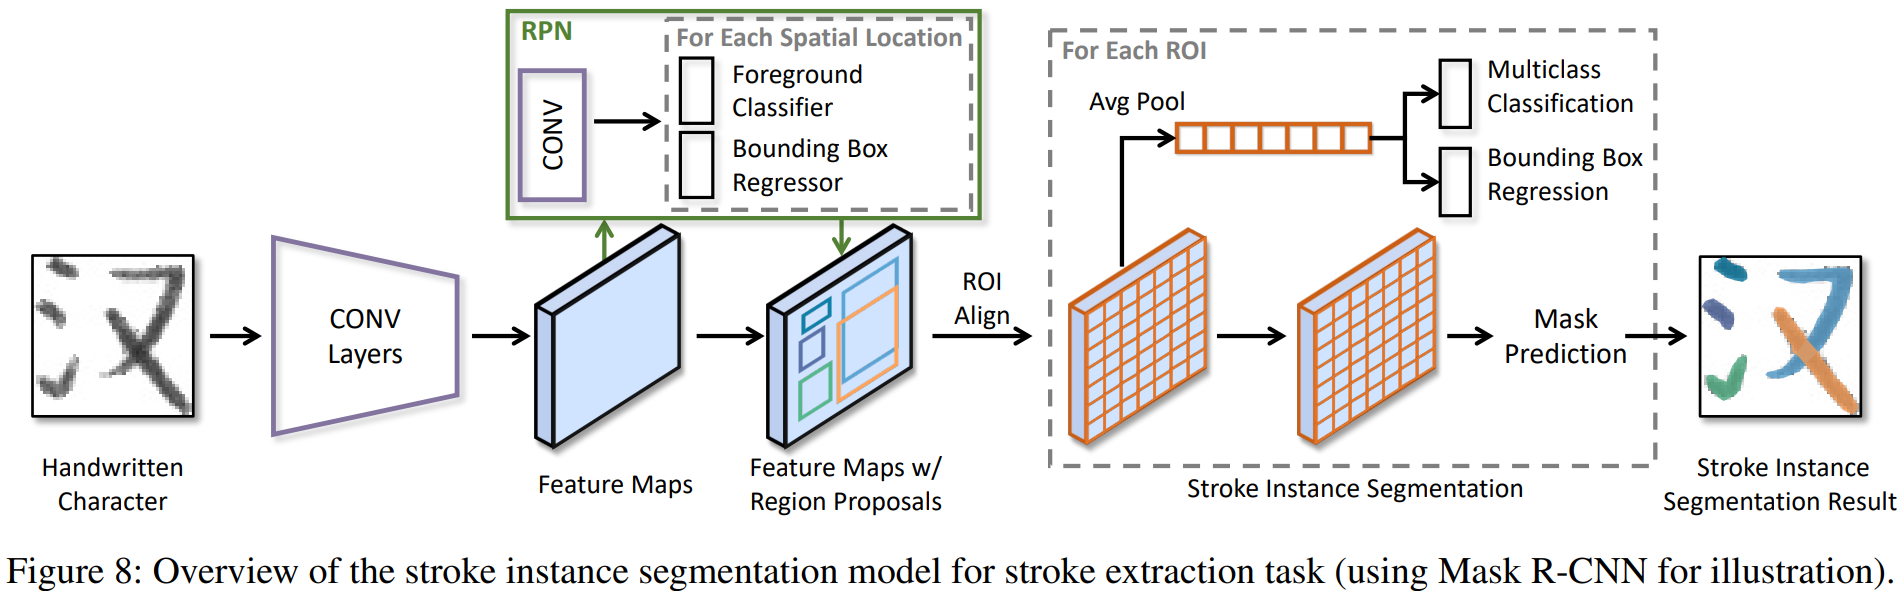 RPN
For Each Spatial Location
CONV
Foreground
Classifier
Bounding Box
Regressor
For Each ROI
Avg Pool
Multiclass
Classification
Bounding Box
Regression
汉
CONV
Layers
ROI
Align
Mask
Prediction
汉
Handwritten
Character
Feature Maps
Feature Maps w/
Region Proposals
Stroke Instance Segmentation
Stroke Instance
Segmentation Result
Figure 8: Overview of the stroke instance segmentation model for stroke extraction task (using Mask R-CNN for illustration).